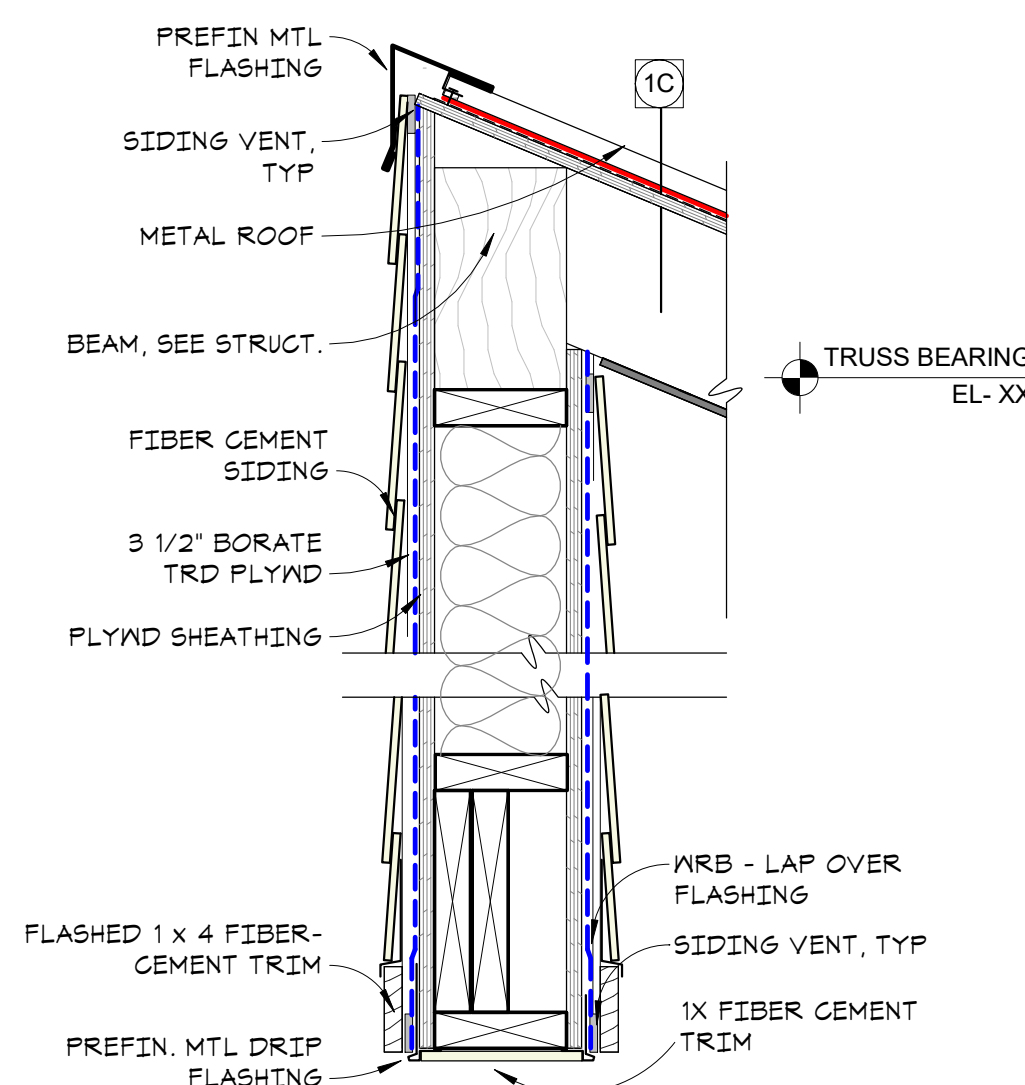 PREFIN MTL
FLASHING
1C
SIDING VENT,
TYP
METAL ROOF
BEAM, SEE STRUCT.
TRUSS BEARING
EL- XX
FIBER CEMENT
SIDING
3 1/2" BORATE
TRD PLYWD
PLYWD SHEATHING
WRB - LAP OVER
FLASHING
FLASHED 1 x 4 FIBER-
CEMENT TRIM
SIDING VENT, TYP
1X FIBER CEMENT
TRIM
PREFIN. MTL DRIP
FLASHING